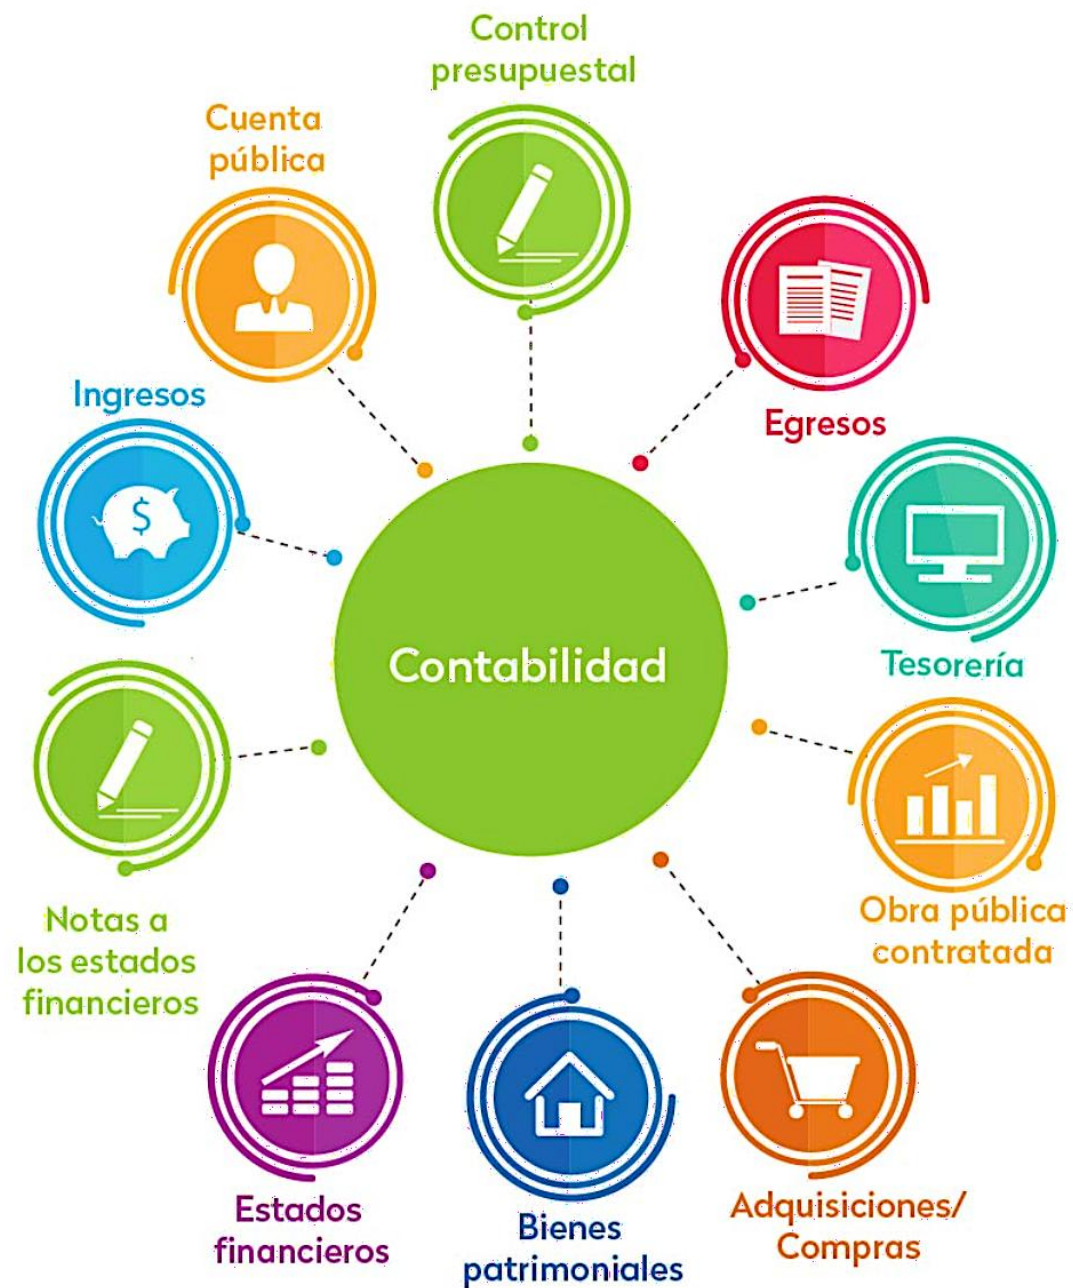 Control
presupuestal
Cuenta
pública
Ingresos
$
Egresos
Contabilidad
Tesorería
Notas a
los estados
financieros
Obra pública
contratada
Estados
financieros
Bienes
patrimoniales
Adquisiciones/
Compras